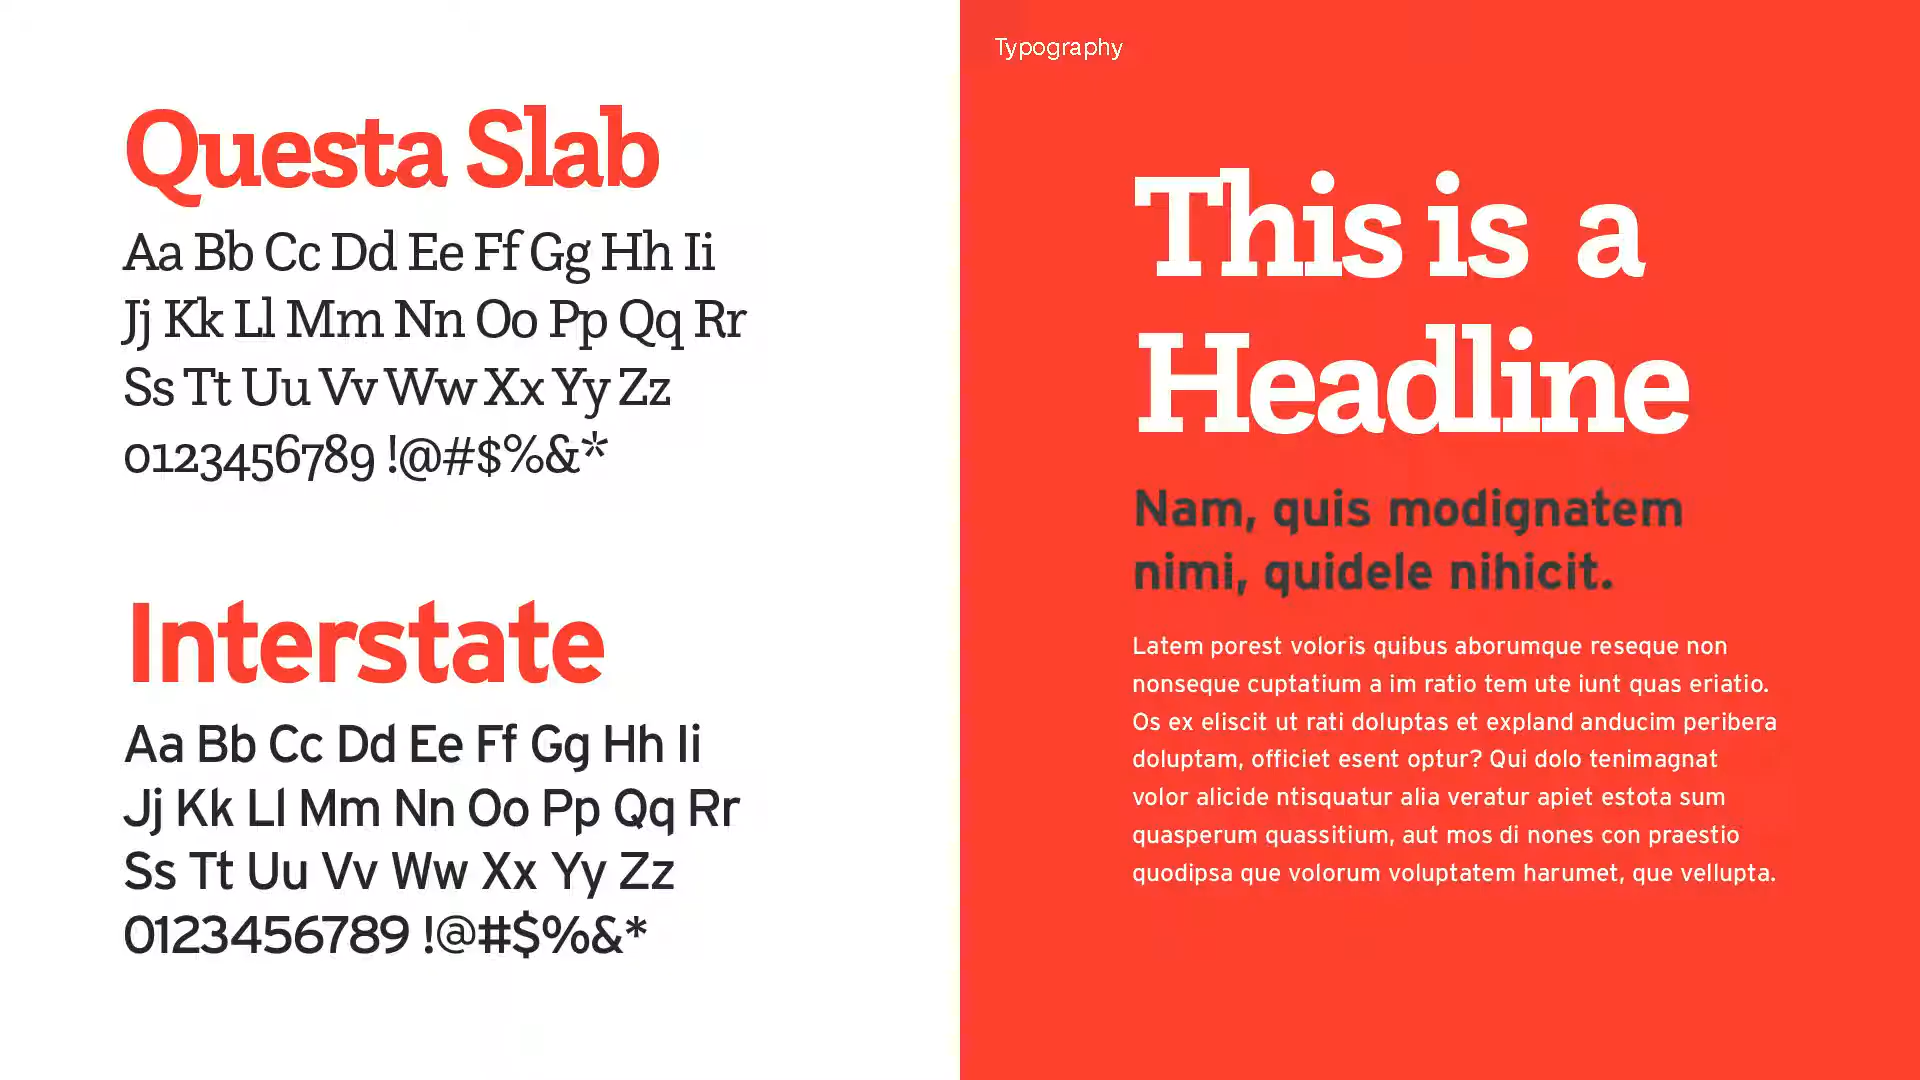 Questa Slab
Aa Bb Cc Dd Ee Ff Gg Hh Ii
Jj Kk Ll Mm Nn Oo Pp Qq Rr
Ss Tt Uu Vv Ww Xx Yy Zz
0123456789 !@#$%&*
Interstate
Aa Bb Cc Dd Ee Ff Gg Hh Ii
Jj Kk Ll Mm Nn Oo Pp Qq Rr
Ss Tt Uu Vv Ww Xx Yy Zz
0123456789 !@#$%&*
Typography
This is a
Headline
Nam, quis modignatem
nimi, quidele nihicit.
Latem porest voloris quibus aborumque reseque non
nonseque cuptatium a im ratio tem ute iunt quas eriatio.
Os ex eliscit ut rati doluptas et expland anducim peribera
doluptam, officiet esent optur? Qui dolo tenimagnat
volor alicide ntisquatur alia veratur apiet estota sum
quasperum quassitium, aut mos di nones con praestio
quodipsa que volorum voluptatem harumet, que vellupta.